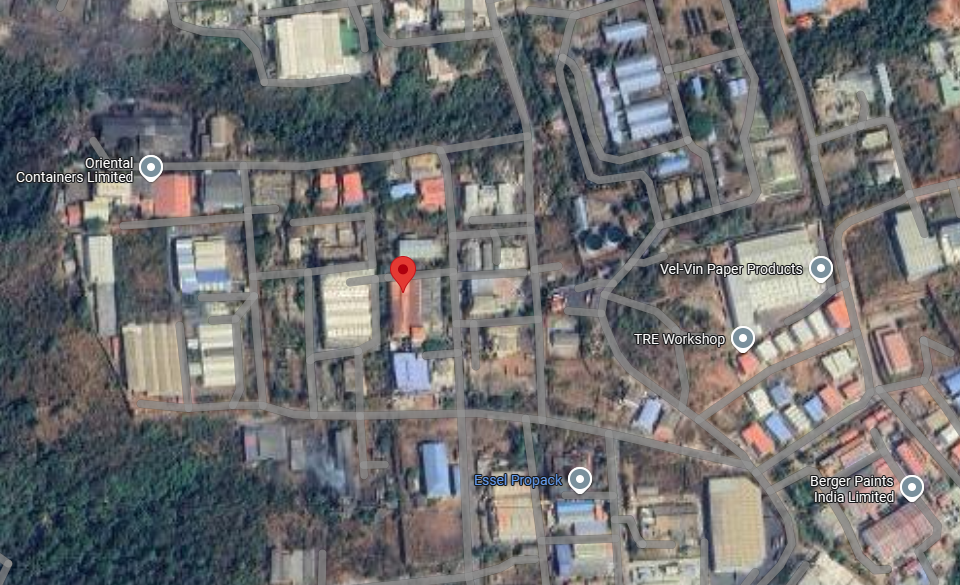 Oriental
Containers Limited
Vel-Vin Paper Products
TRE Workshop
Essel Propack
Berger Paints
India Limited